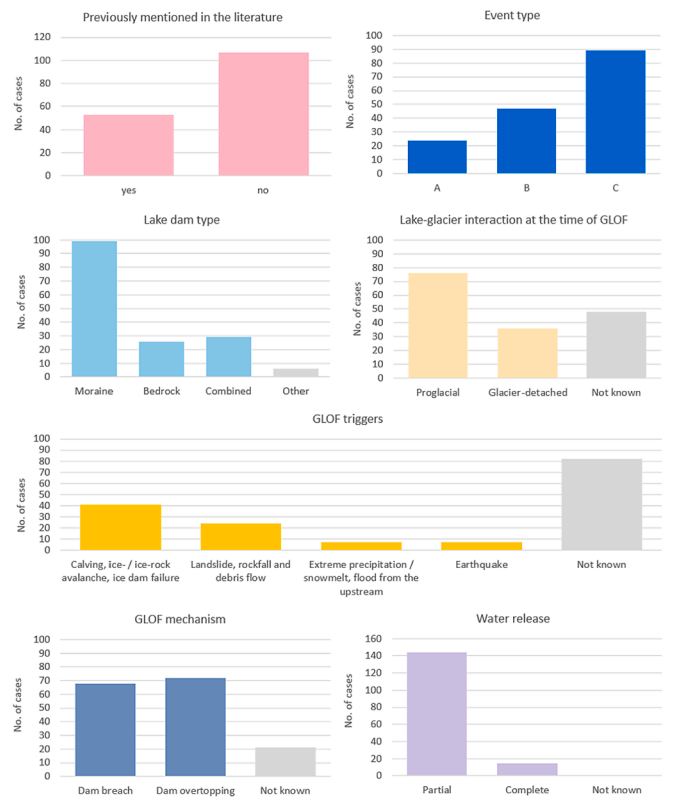 Previously mentioned in the literature
No. of cases
120
100
80
60
40
20
0
yes no
Event type
No. of cases
100
90
80
70
60
50
40
30
20
10
0
A B C
Lake dam type
No. of cases
100
90
80
70
60
50
40
30
20
10
0
Moraine Bedrock Combined Other
Lake-glacier interaction at the time of GLOF
No. of cases
100
90
80
70
60
50
40
30
20
10
0
Proglacial Glacier-detached Not known
GLOF triggers
No. of cases
100
90
80
70
60
50
40
30
20
10
0
Calving, ice- / ice-rock
avalanche, ice dam failure
Landslide, rockfall and
debris flow
Extreme precipitation /
snowmelt, flood from the
upstream
Earthquake
Not known
GLOF mechanism
No. of cases
100
90
80
70
60
50
40
30
20
10
0
Dam breach Dam overtopping Not known
Water release
No. of cases
160
140
120
100
80
60
40
20
0
Partial Complete Not known